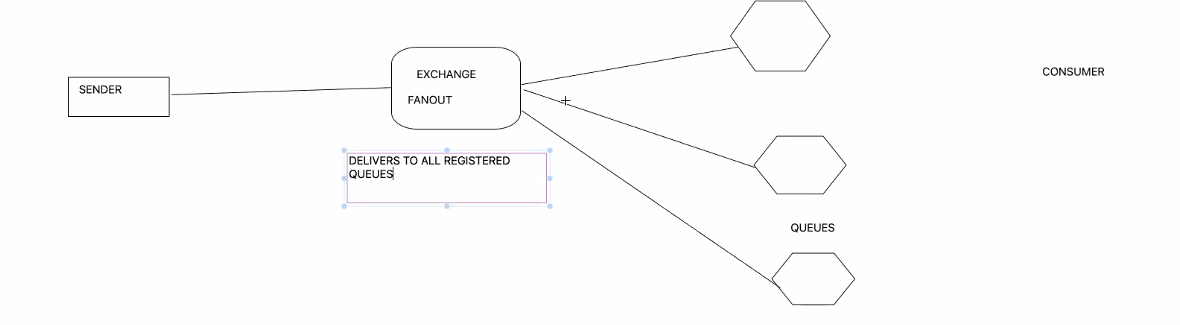 SENDER
EXCHANGE
FANOUT
CONSUMER
DELIVERS TO ALL REGISTERED
QUEUES
QUEUES